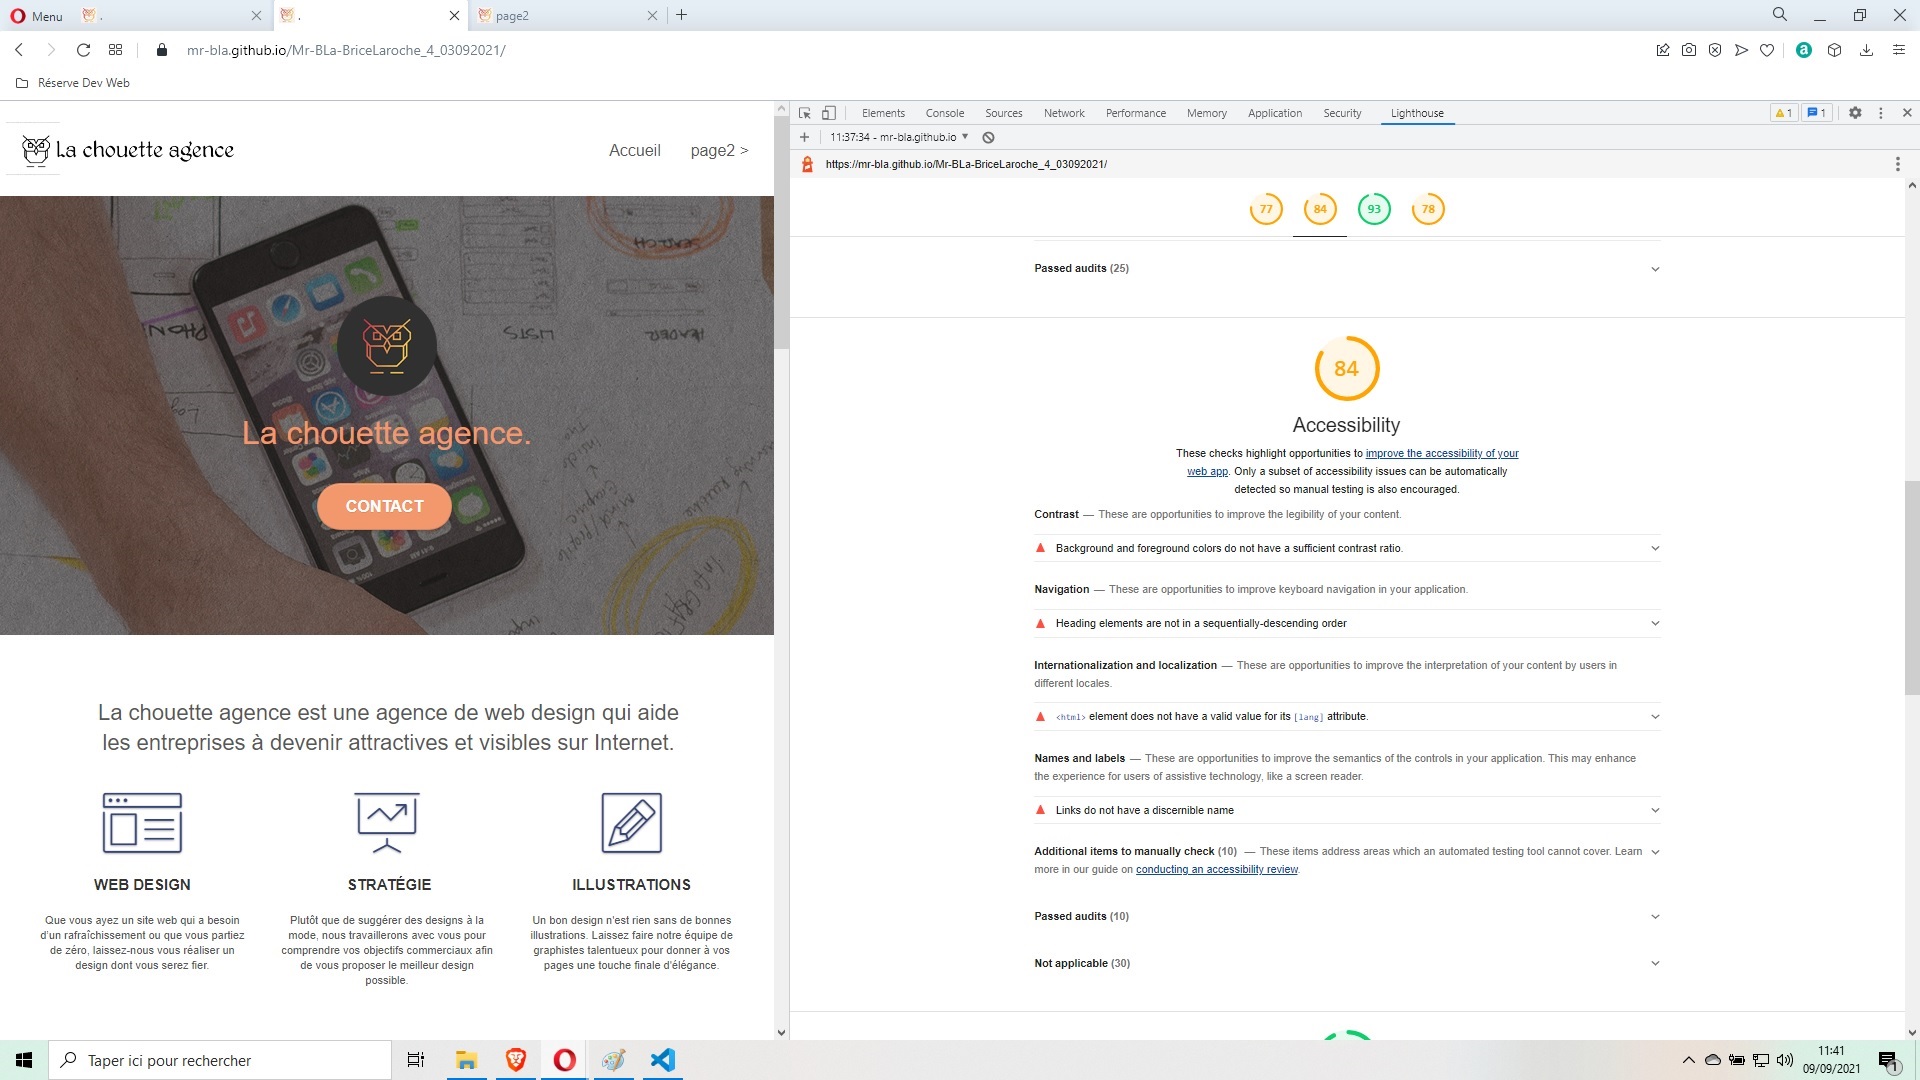 Menu
.
.
page2
mr-bla.github.io/Mr-BLa-BriceLaroche_4_03092021/
Réserve Dev Web
La chouette agence
Accueil
page2 >
SEARCH
PHONE
LISTS
HEADER
La chouette agence.
CONTACT
La chouette agence est une agence de web design qui aide
les entreprises à devenir attractives et visibles sur Internet.
WEB DESIGN
Que vous ayez un site web qui a besoin
d'un rafraîchissement ou que vous partiez
de zéro, laissez-nous vous réaliser un
design dont vous serez fier.
STRATÉGIE
Plutôt que de suggérer des designs à la
mode, nous travaillerons avec vous pour
comprendre vos objectifs commerciaux afin
de vous proposer le meilleur design
possible.
ILLUSTRATIONS
Un bon design n'est rien sans de bonnes
illustrations. Laissez faire notre équipe de
graphistes talentueux pour donner à vos
pages une touche finale d'élégance.
Elements
Console
Sources
Network
Performance
Memory
Application
Security
Lighthouse
1
1
11:37:34 - mr-bla.github.io
https://mr-bla.github.io/Mr-BLa-BriceLaroche_4_03092021/
77
84
93
78
Passed audits (25)
84
Accessibility
These checks highlight opportunities to improve the accessibility of your
web app. Only a subset of accessibility issues can be automatically
detected so manual testing is also encouraged.
Contrast — These are opportunities to improve the legibility of your content.
Background and foreground colors do not have a sufficient contrast ratio.
Navigation — These are opportunities to improve keyboard navigation in your application.
Heading elements are not in a sequentially-descending order
Internationalization and localization — These are opportunities to improve the interpretation of your content by users in
different locales.
<html> element does not have a valid value for its [lang] attribute.
Names and labels — These are opportunities to improve the semantics of the controls in your application. This may enhance
the experience for users of assistive technology, like a screen reader.
Links do not have a discernible name
Additional items to manually check (10) — These items address areas which an automated testing tool cannot cover. Learn
more in our guide on conducting an accessibility review.
Passed audits (10)
Not applicable (30)
Taper ici pour rechercher
11:41
09/09/2021
1